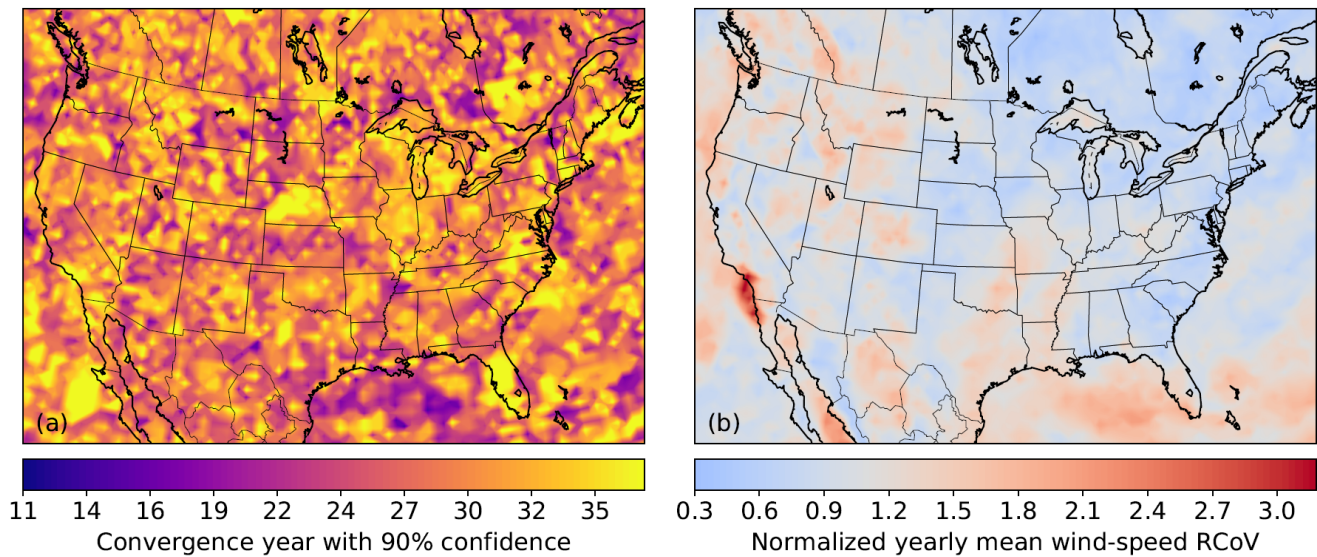 (a)
11 14 16 19 22 24 27 30 32 35
Convergence year with 90% confidence
(b)
0.3 0.6 0.9 1.2 1.5 1.8 2.1 2.4 2.7 3.0
Normalized yearly mean wind-speed RCoV